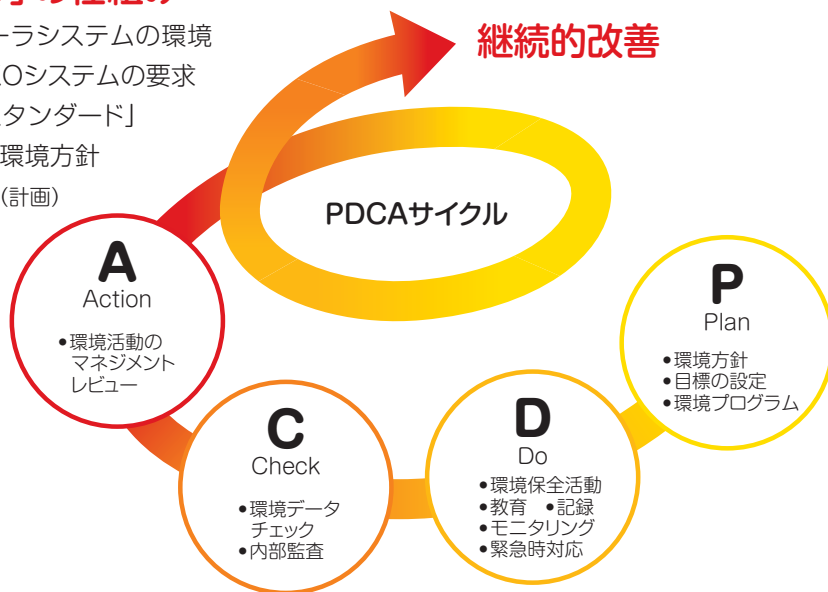 の仕組み
ーラシステムの環境
Oシステムの要求
タンダード」
環境方針
(計画)
継続的改善
PDCAサイクル
A
Action
•環境活動の
マネジメント
レビュー
C
Check
•環境データ
チェック
•内部監査
D
Do
•環境保全活動
•教育 •記録
•モニタリング
•緊急時対応
P
Plan
•環境方針
•目標の設定
•環境プログラム